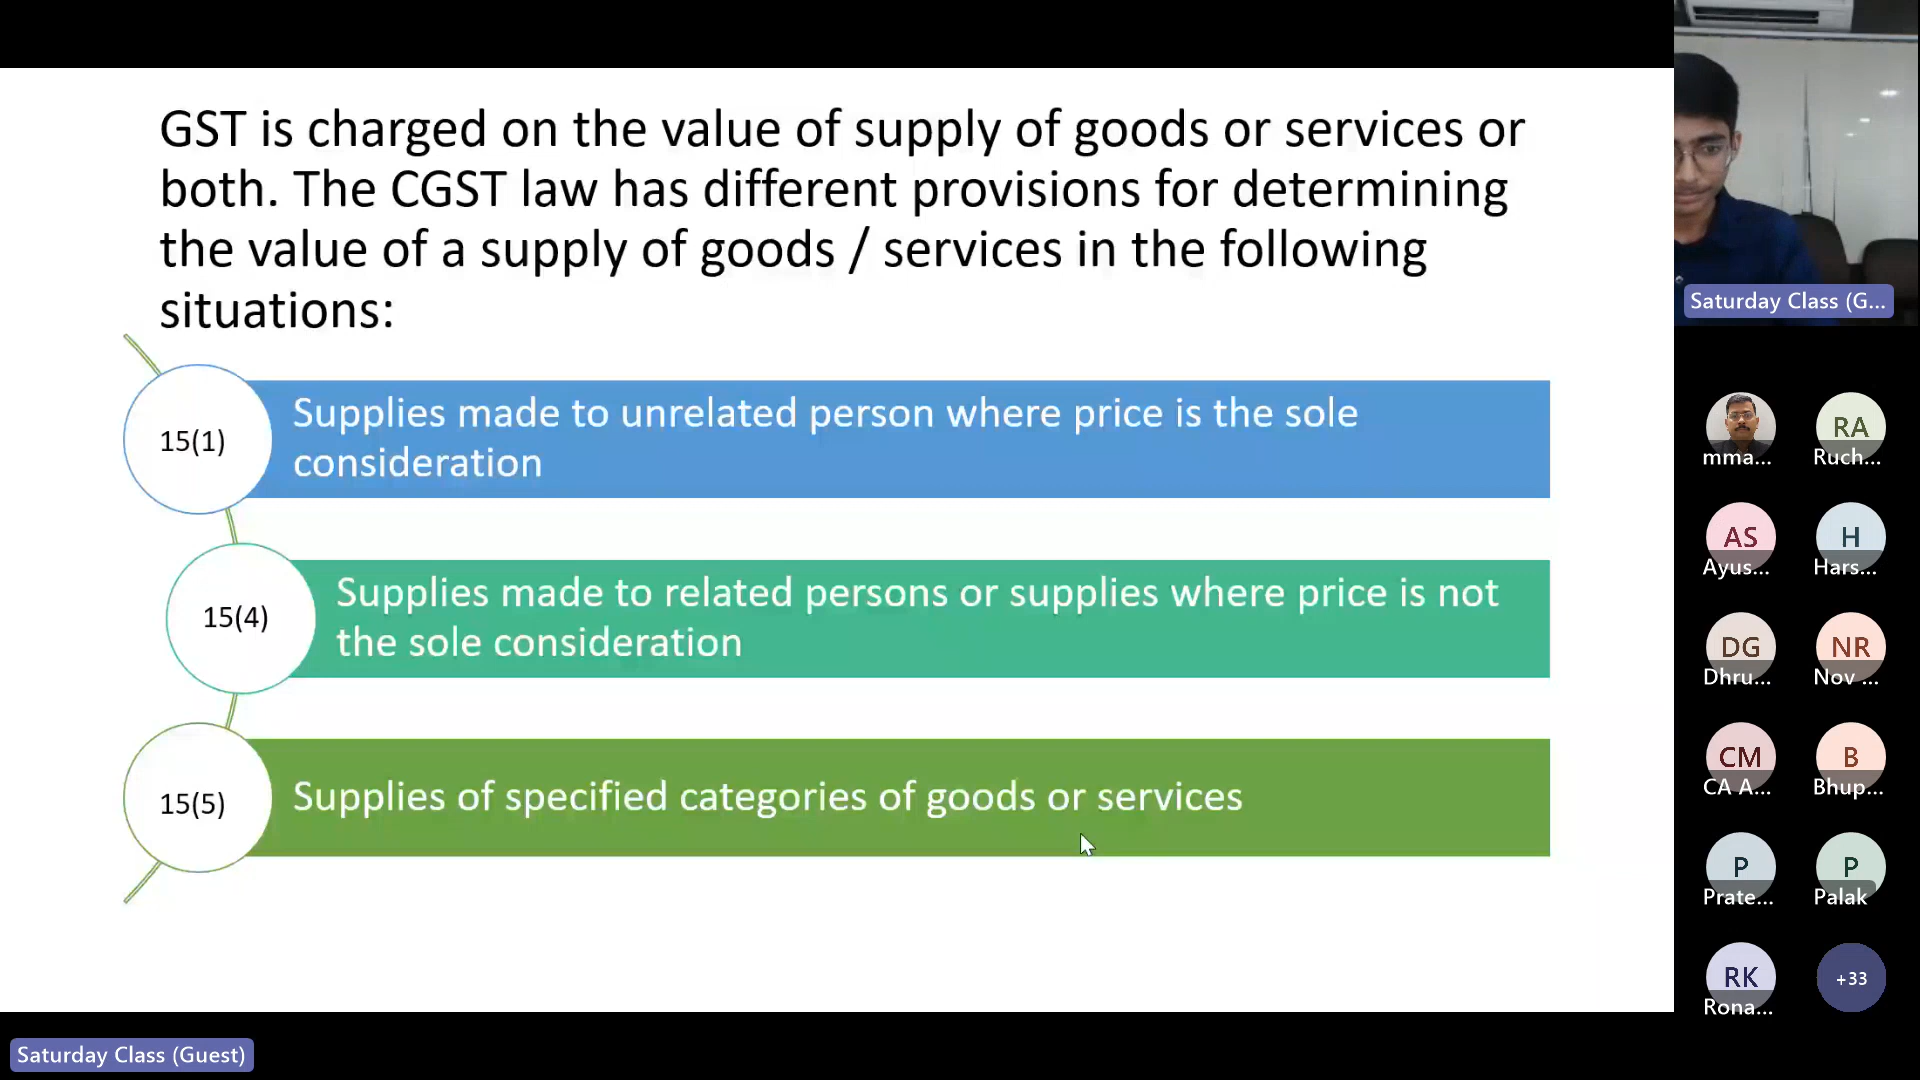 GST is charged on the value of supply of goods or services or
both. The CGST law has different provisions for determining
the value of a supply of goods / services in the following
situations:
15(1)
Supplies made to unrelated person where price is the sole
consideration
15(4)
Supplies made to related persons or supplies where price is not
the sole consideration
15(5)
Supplies of specified categories of goods or services
Saturday Class (Guest)
Saturday Class (G...
mma...
RA
Ruch...
AS
Ayus...
H
Hars...
DG
Dhru...
NR
Nov ...
CM
CA A...
B
Bhup...
P
Prate...
P
Palak
RK
Rona...
+33